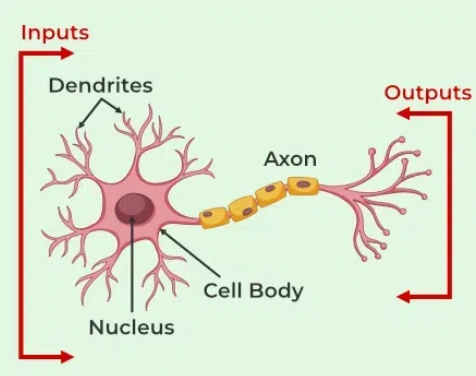 Inputs
Dendrites
Outputs
Axon
Cell Body
Nucleus